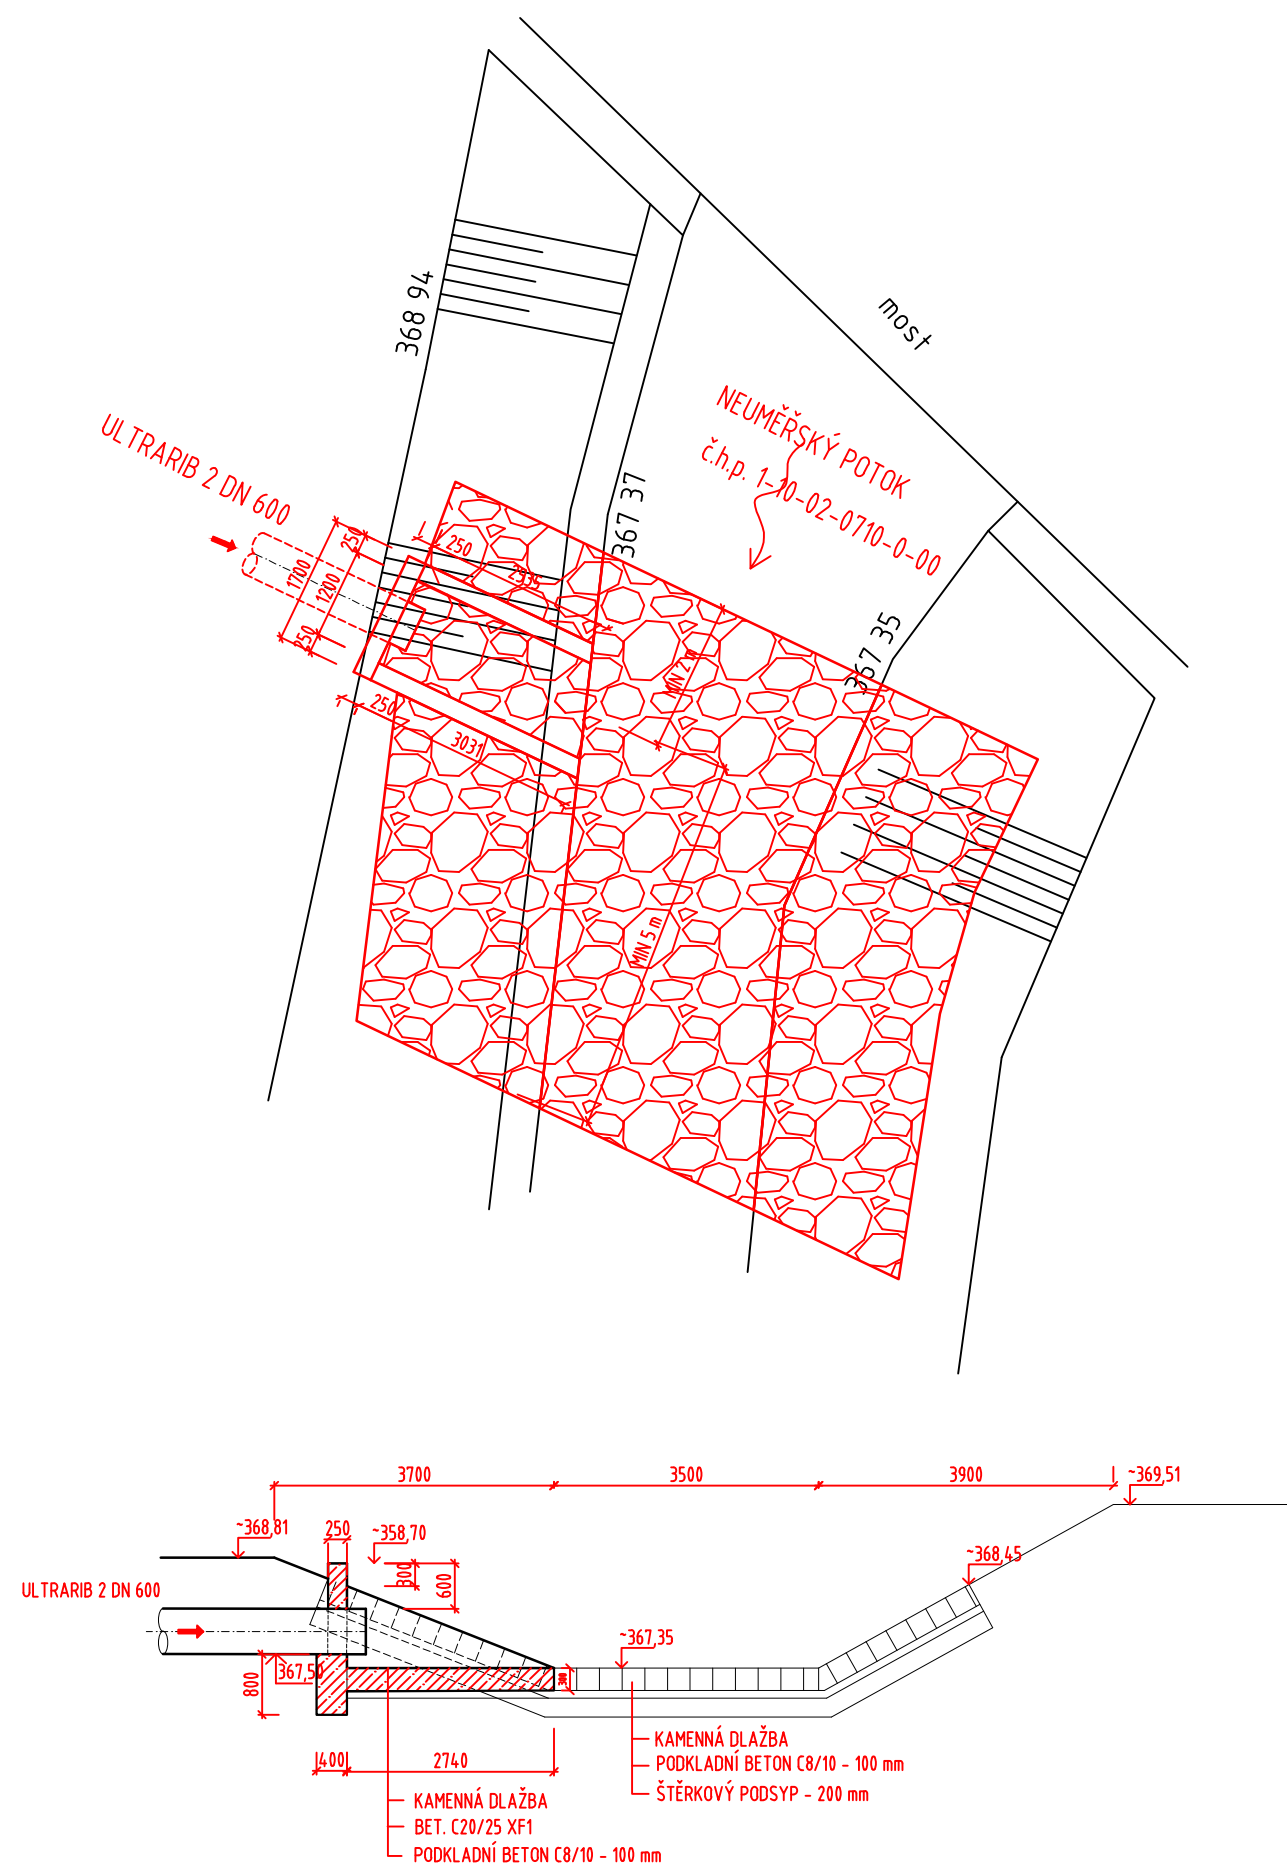 most
368 94
NEUMĚŘSKÝ POTOK
č.h.p. 1-10-02-0710-0-00
ULTRARIB 2 DN 600
367 37
367 35
250
1700
1200
250
250
2535
250
3031
MIN 2 m
MIN 5 m
3700
3500
3900
~369,51
~368,81
250
~358,70
300
600
~368,45
ULTRARIB 2 DN 600
~367,35
367,50
800
300
400
2740
KAMENNÁ DLAŽBA
PODKLADNÍ BETON C8/10 - 100 mm
ŠTĚRKOVÝ PODSYP - 200 mm
KAMENNÁ DLAŽBA
BET. C20/25 XF1
PODKLADNÍ BETON C8/10 - 100 mm